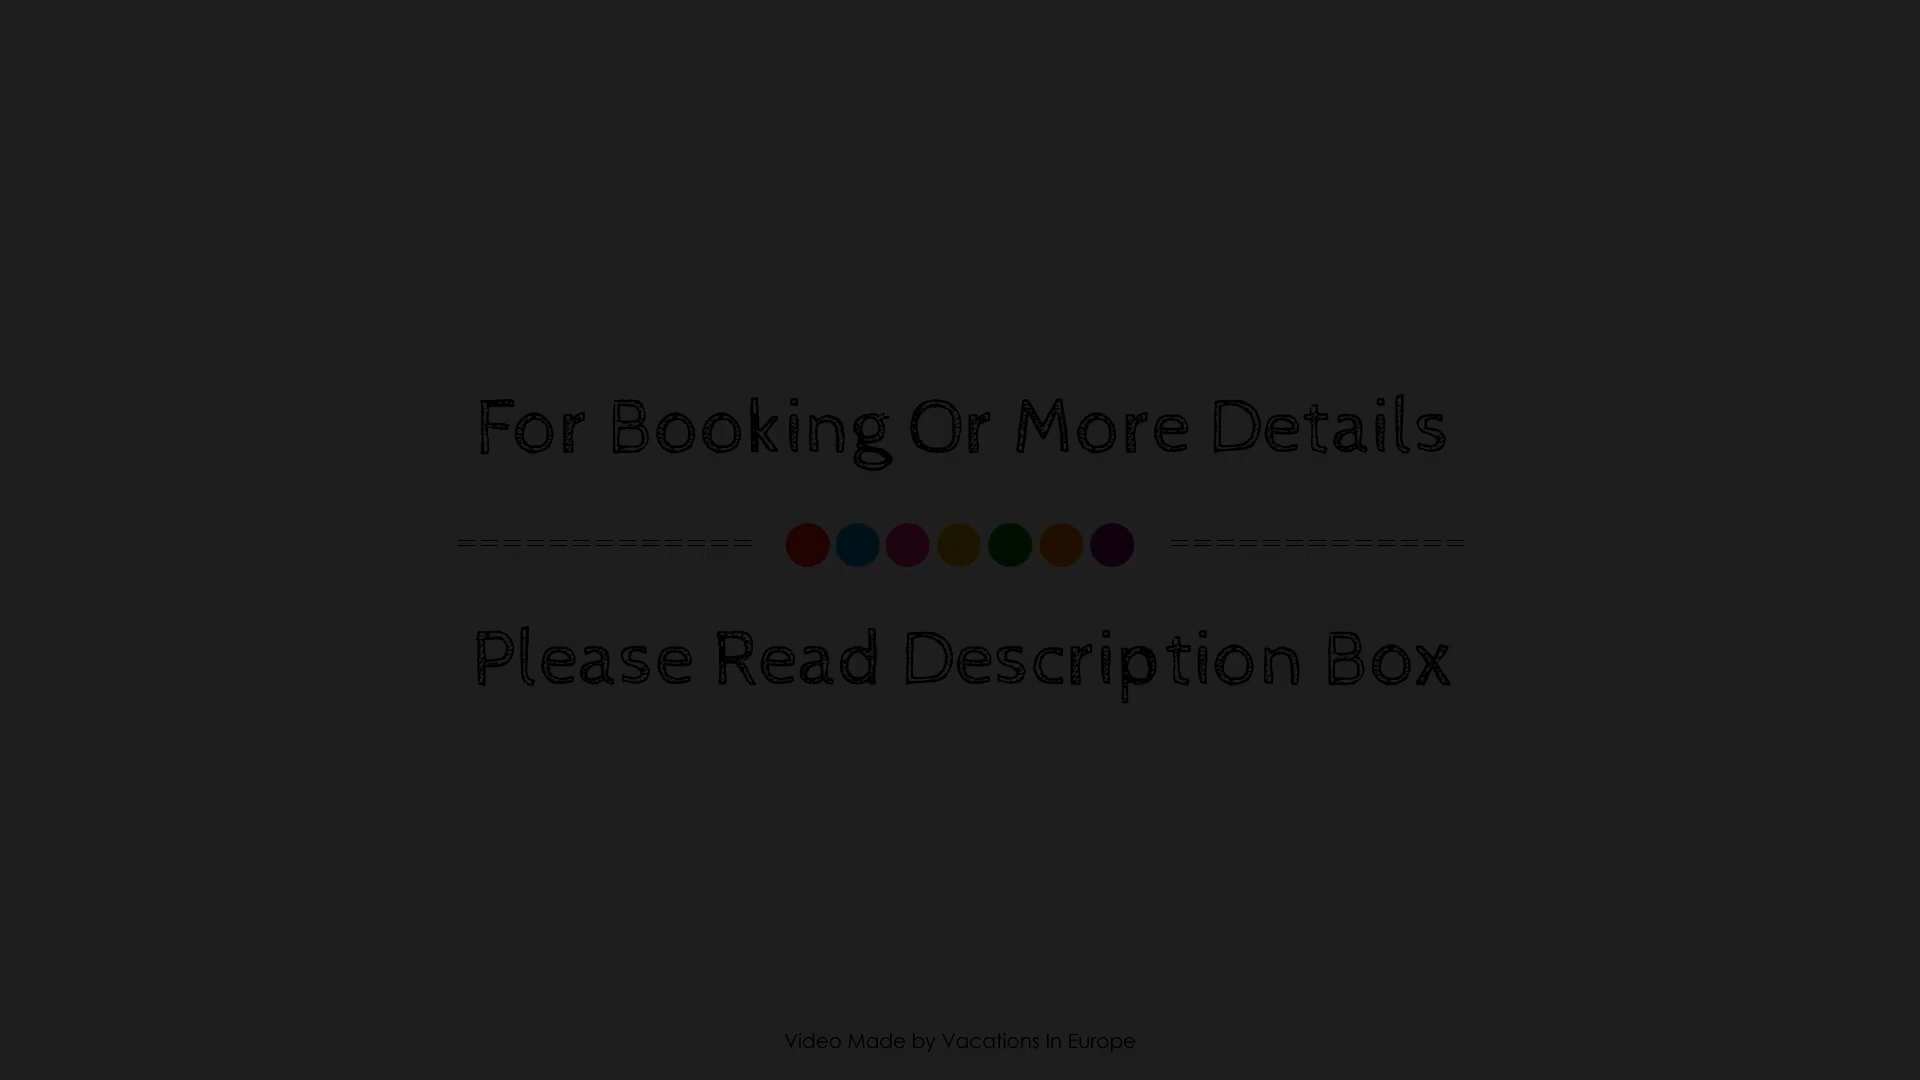 For Booking Or More Details
============= =============
Please Read Description Box
Video Made by Vacations In Europe